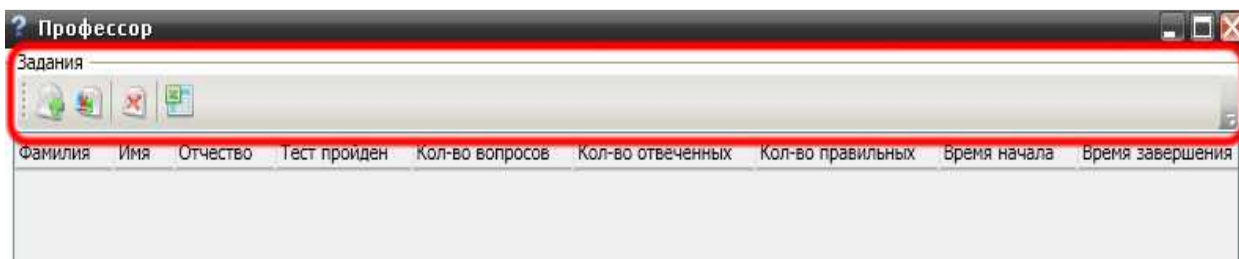 ? Профессор
Задания
Фамилия Имя Отчество Тест пройден Кол-во вопросов Кол-во отвеченных Кол-во правильных Время начала Время завершения